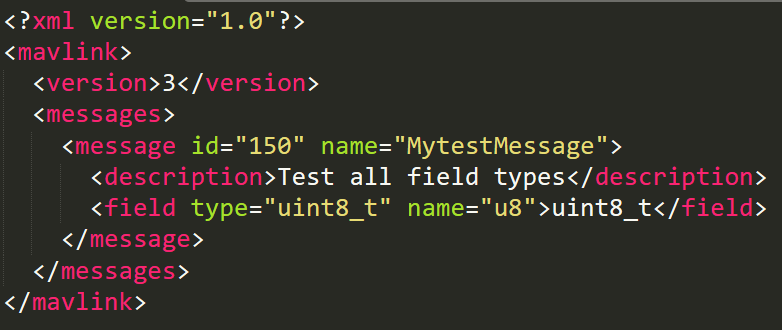 <?xml version="1.0"?>
<mavlink>
  <version>3</version>
  <messages>
    <message id="150" name="MytestMessage">
      <description>Test all field types</description>
      <field type="uint8_t" name="u8">uint8_t</field>
    </message>
  </messages>
</mavlink>